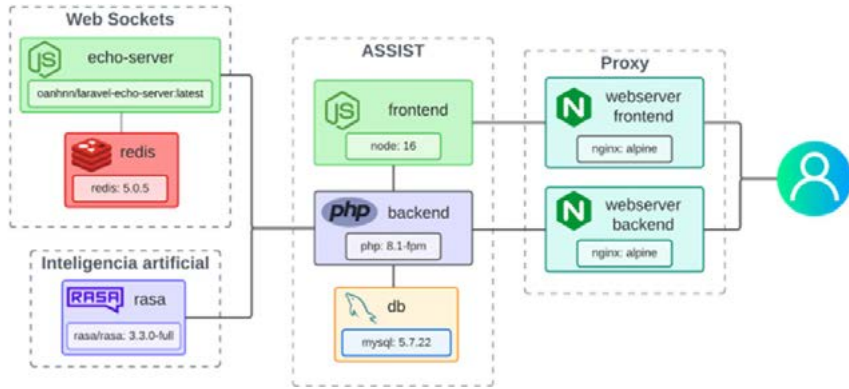 Web Sockets
echo-server
oanhnn/laravel-echo-server:latest
redis
redis: 5.0.5
Inteligencia artificial
RASA
rasa
rasa/rasa: 3.3.0-full
ASSIST
JS
JS
frontend
node: 16
php
backend
php: 8.1-fpm
db
mysql: 5.7.22
Proxy
N
webserver
frontend
nginx: alpine
N
webserver
backend
nginx: alpine